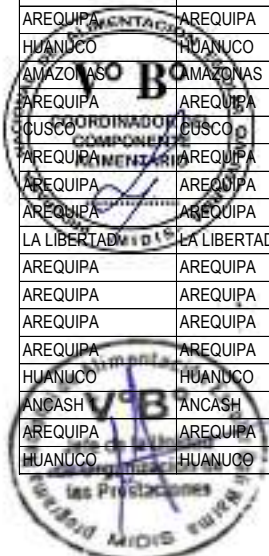 AREQUIPA AREQUIPA
HUANUCO HUANUCO
AMAZONAS AMAZONAS
AREQUIPA AREQUIPA
CUSCO CUSCO
AREQUIPA AREQUIPA
AREQUIPA AREQUIPA
AREQUIPA AREQUIPA
LA LIBERTAD LA LIBERTAD
AREQUIPA AREQUIPA
AREQUIPA AREQUIPA
AREQUIPA AREQUIPA
AREQUIPA AREQUIPA
HUANUCO HUANUCO
ANCASH ANCASH
AREQUIPA AREQUIPA
HUANUCO HUANUCO
V° B°
COORDINADOR
COMPONENTE
ALIMENTARIO
MIDIS
V° B°
las Prestaciones
MIDIS